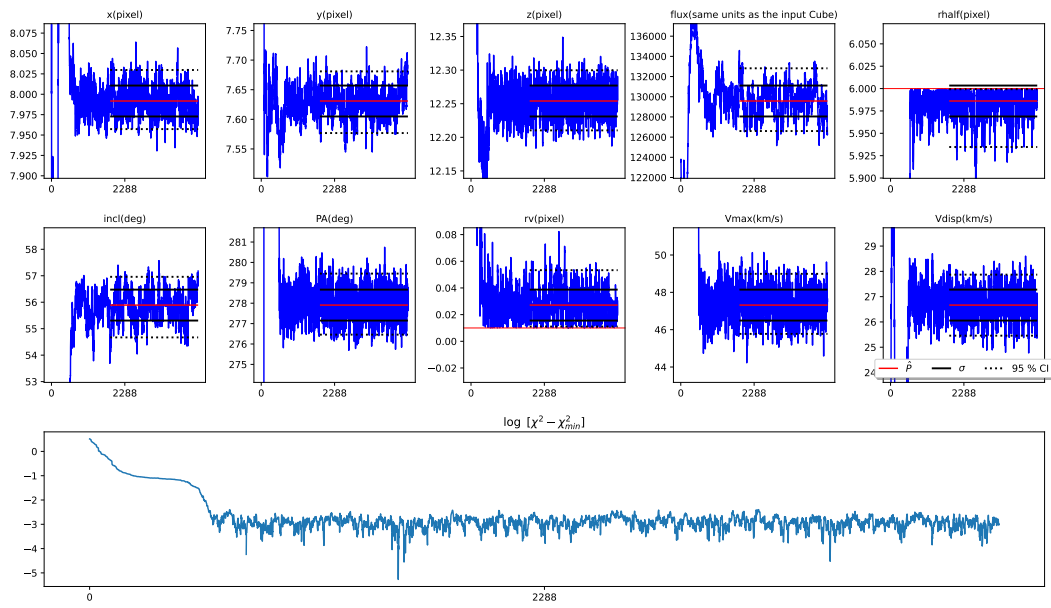 x(pixel) y(pixel) z(pixel) flux(same units as the input Cube) rhalf(pixel)
8.075 7.75 12.35 136000 6.050
8.050 7.70 12.30 134000 6.000
8.025 7.65 12.25 132000 5.975
8.000 7.60 12.20 130000 5.950
7.975 7.55 12.15 128000 5.925
7.950 126000 5.900
7.925 124000
7.900 122000
0 2288 0 2288 0 2288 0 2288 0 2288
incl(deg) PA(deg) rv(pixel) Vmax(km/s) Vdisp(km/s)
58 281 0.08 50 29
57 280 0.06 48 28
56 279 0.04 46 27
55 278 0.02 44 26
54 277 0.00 25
53 276 −0.02 24
275
P̂ σ 95 % CI
0 2288 0 2288 0 2288 0 2288 0 2288
log [χ² − χ²min]
0
−1
−2
−3
−4
−5
0 2288